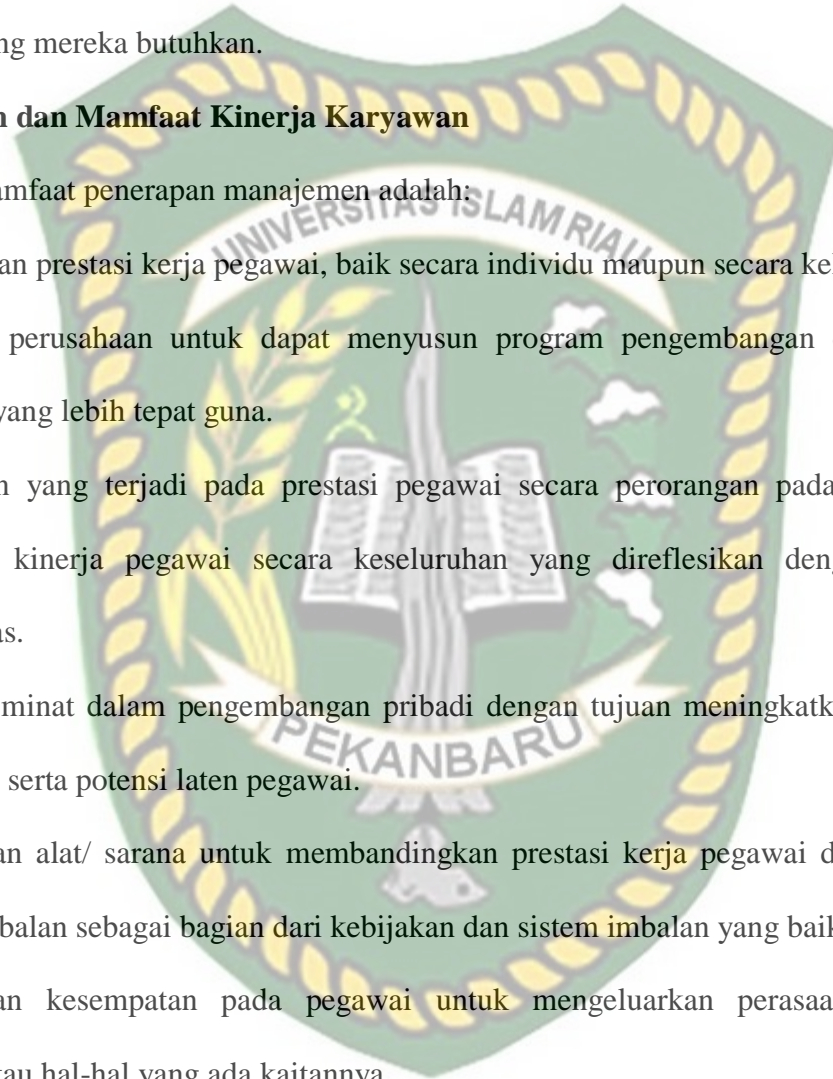 ng mereka butuhkan.
n dan Mamfaat Kinerja Karyawan
amfaat penerapan manajemen adalah:
UNIVERSITAS ISLAM RIAU
an prestasi kerja pegawai, baik secara individu maupun secara kel
perusahaan untuk dapat menyusun program pengembangan
yang lebih tepat guna.
n yang terjadi pada prestasi pegawai secara perorangan pada
kinerja pegawai secara keseluruhan yang direflesikan deng
as.
minat dalam pengembangan pribadi dengan tujuan meningkatk
PEKANBARU
serta potensi laten pegawai.
an alat/ sarana untuk membandingkan prestasi kerja pegawai d
balan sebagai bagian dari kebijakan dan sistem imbalan yang baik
an kesempatan pada pegawai untuk mengeluarkan perasaa
tau hal-hal yang ada kaitannya